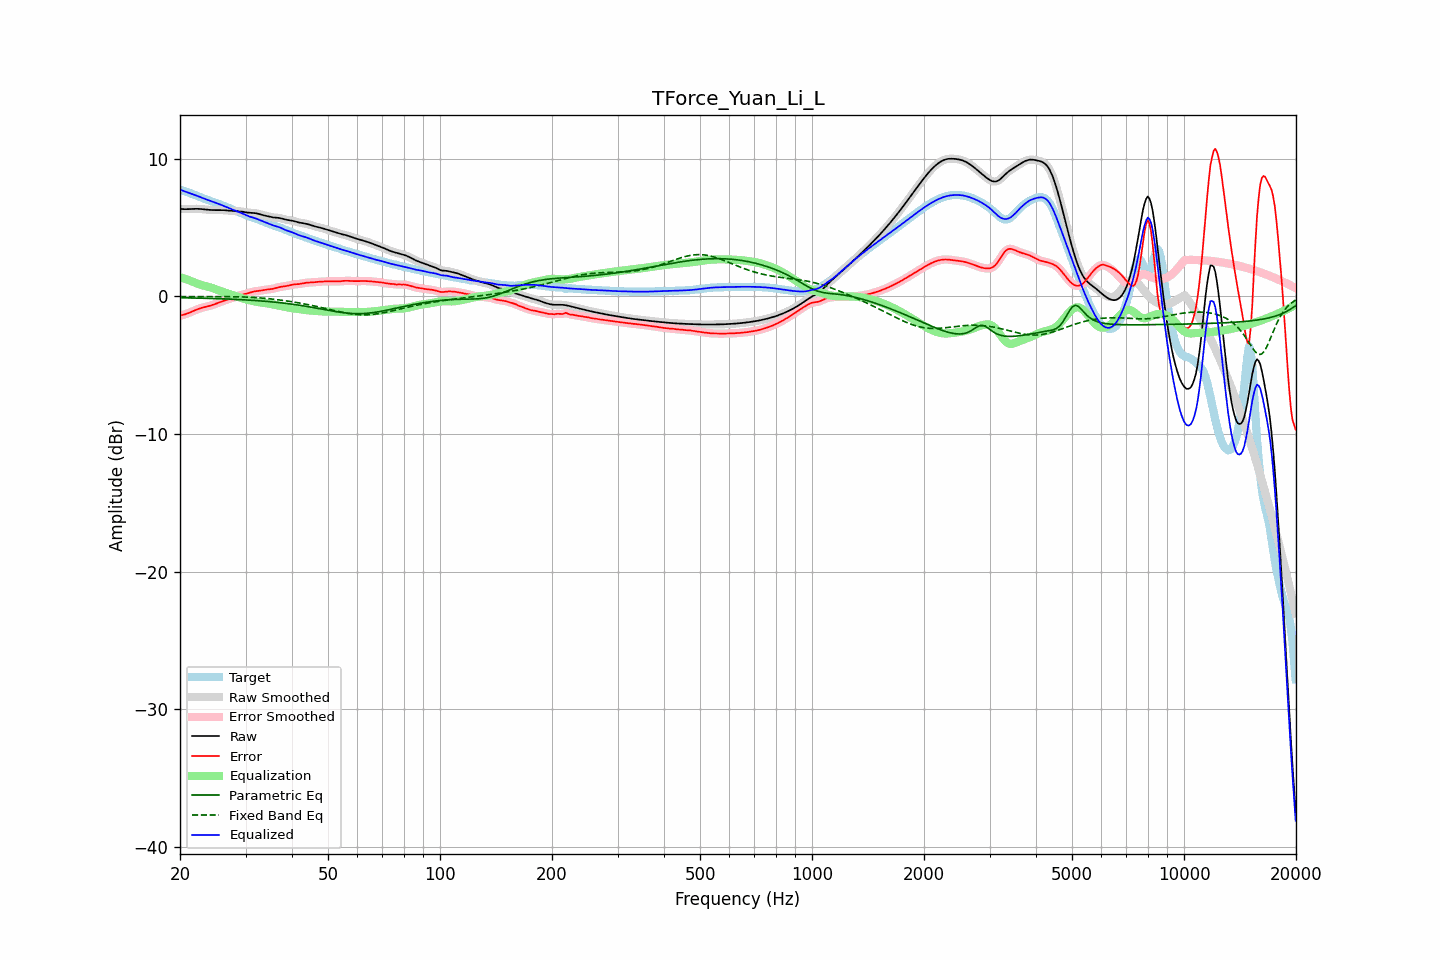 TForce_Yuan_Li_L
Amplitude (dBr)
10
0
−10
−20
−30
−40
Target
Raw Smoothed
Error Smoothed
Raw
Error
Equalization
Parametric Eq
Fixed Band Eq
Equalized
20 50 100 200 500 1000 2000 5000 10000 20000
Frequency (Hz)